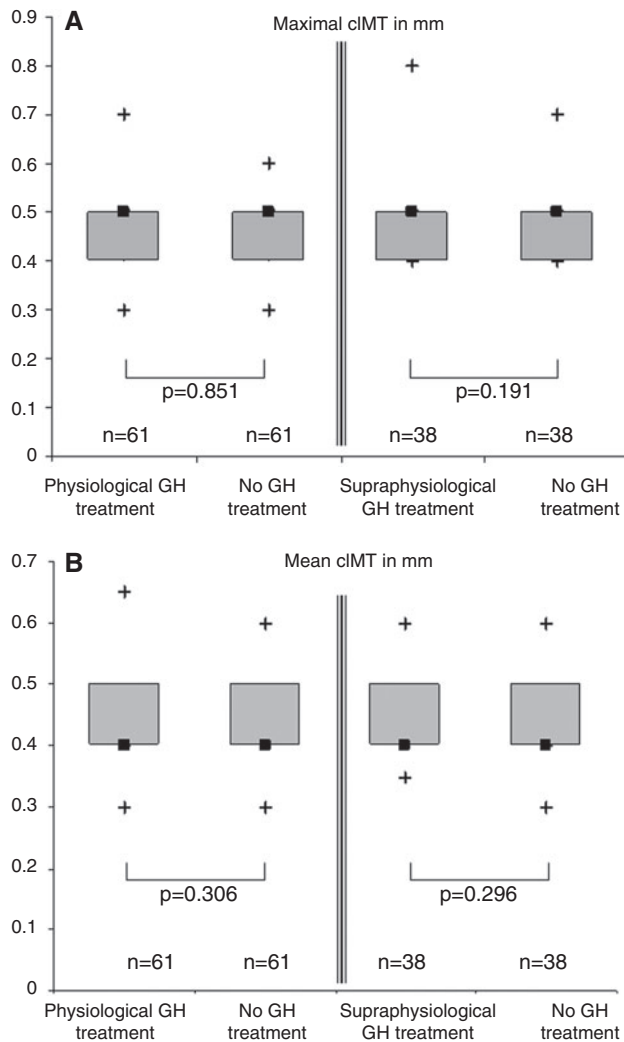 A
Maximal cIMT in mm
0.9
0.8
0.7
0.6
0.5
0.4
0.3
0.2
0.1
0
p=0.851
p=0.191
n=61
n=61
n=38
n=38
Physiological GH
treatment
No GH
treatment
Supraphysiological
GH treatment
No GH
treatment
B
Mean cIMT in mm
0.7
0.6
0.5
0.4
0.3
0.2
0.1
0
p=0.306
p=0.296
n=61
n=61
n=38
n=38
Physiological GH
treatment
No GH
treatment
Supraphysiological
GH treatment
No GH
treatment